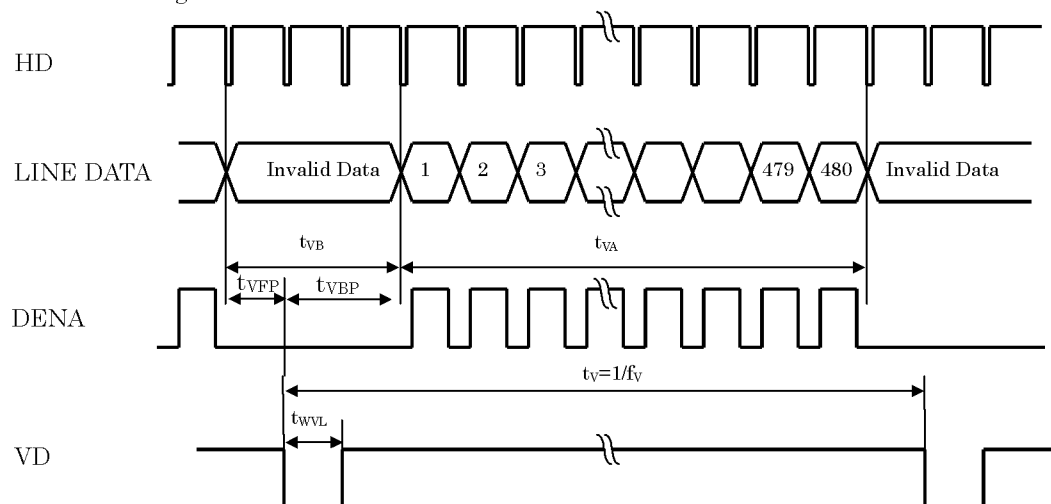 HD
LINE DATA
Invalid Data 1 2 3 479 480 Invalid Data
tVB tVA
tVFP tVBP
DENA
tV=1/fV
tWVL
VD